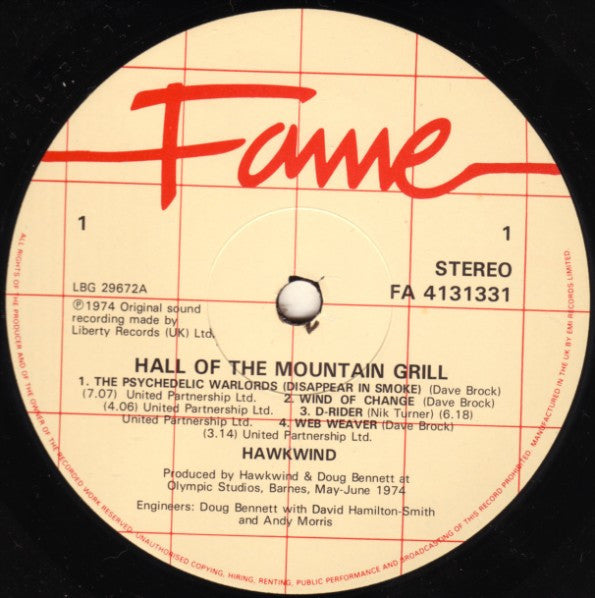 Fame
1
1
STEREO
LBG 29672A
FA 4131331
℗1974 Original sound
recording made by
Liberty Records (UK) Ltd.
HALL OF THE MOUNTAIN GRILL
1. THE PSYCHEDELIC WARLORDS (DISAPPEAR IN SMOKE) (Dave Brock)
(7.07) United Partnership Ltd. 2. WIND OF CHANGE (Dave Brock)
(4.06) United Partnership Ltd. 3. D-RIDER (Nik Turner) (6.18)
United Partnership Ltd. 4. WEB WEAVER (Dave Brock)
(3.14) United Partnership Ltd.
HAWKWIND
Produced by Hawkwind & Doug Bennett at
Olympic Studios, Barnes, May-June 1974
Engineers: Doug Bennett with David Hamilton-Smith
and Andy Morris
ALL RIGHTS OF THE PRODUCER AND OF THE OWNER OF THE RECORDED WORK RESERVED. UNAUTHORISED COPYING, HIRING, RENTING, PUBLIC PERFORMANCE AND BROADCASTING OF THIS RECORD PROHIBITED. MANUFACTURED IN THE UK BY EMI RECORDS LIMITED.